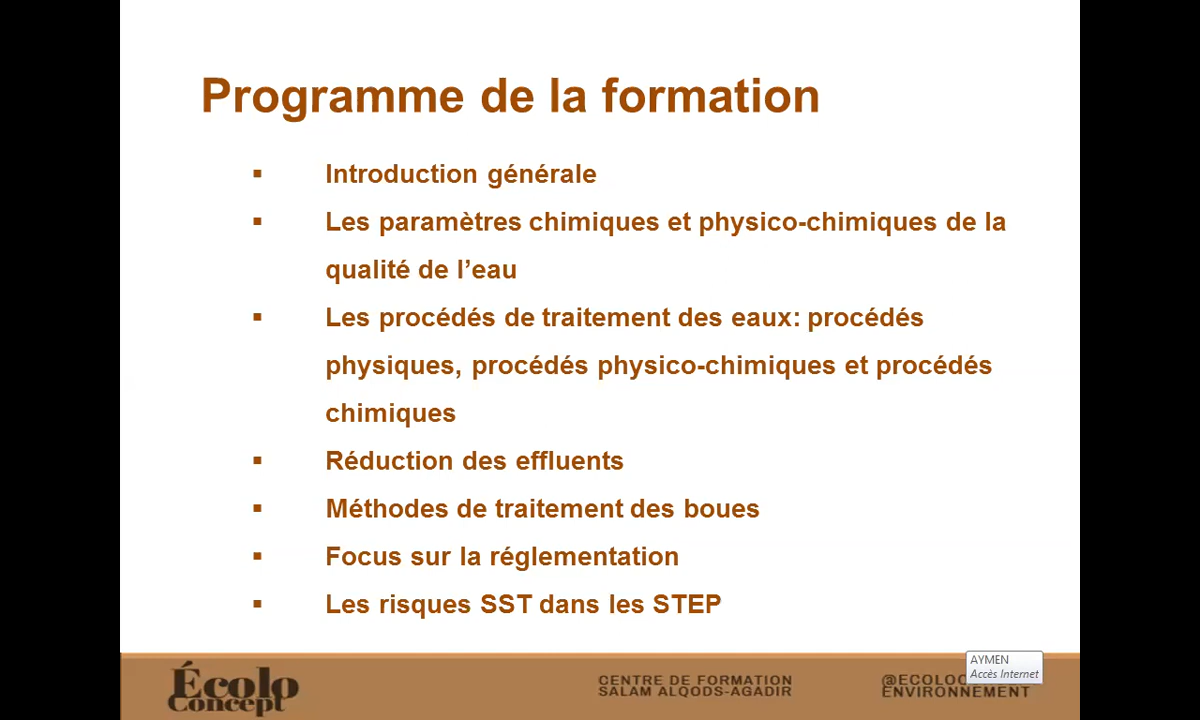 Programme de la formation
▪ Introduction générale
▪ Les paramètres chimiques et physico-chimiques de la
qualité de l’eau
▪ Les procédés de traitement des eaux: procédés
physiques, procédés physico-chimiques et procédés
chimiques
▪ Réduction des effluents
▪ Méthodes de traitement des boues
▪ Focus sur la réglementation
▪ Les risques SST dans les STEP
Écolo
Concept
CENTRE DE FORMATION
SALAM ALQODS-AGADIR
ENVIRONNEMENT
AYMEN
Accès Internet